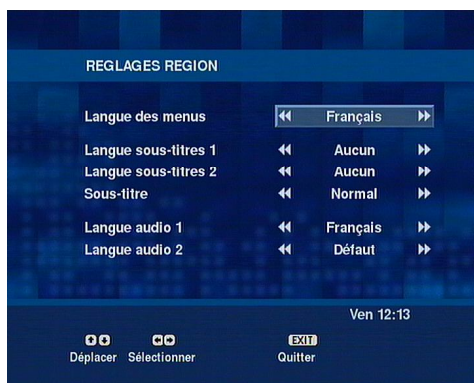 REGLAGES REGION
Langue des menus Français
Langue sous-titres 1 Aucun
Langue sous-titres 2 Aucun
Sous-titre Normal
Langue audio 1 Français
Langue audio 2 Défaut
Ven 12:13
EXIT
Déplacer Sélectionner Quitter